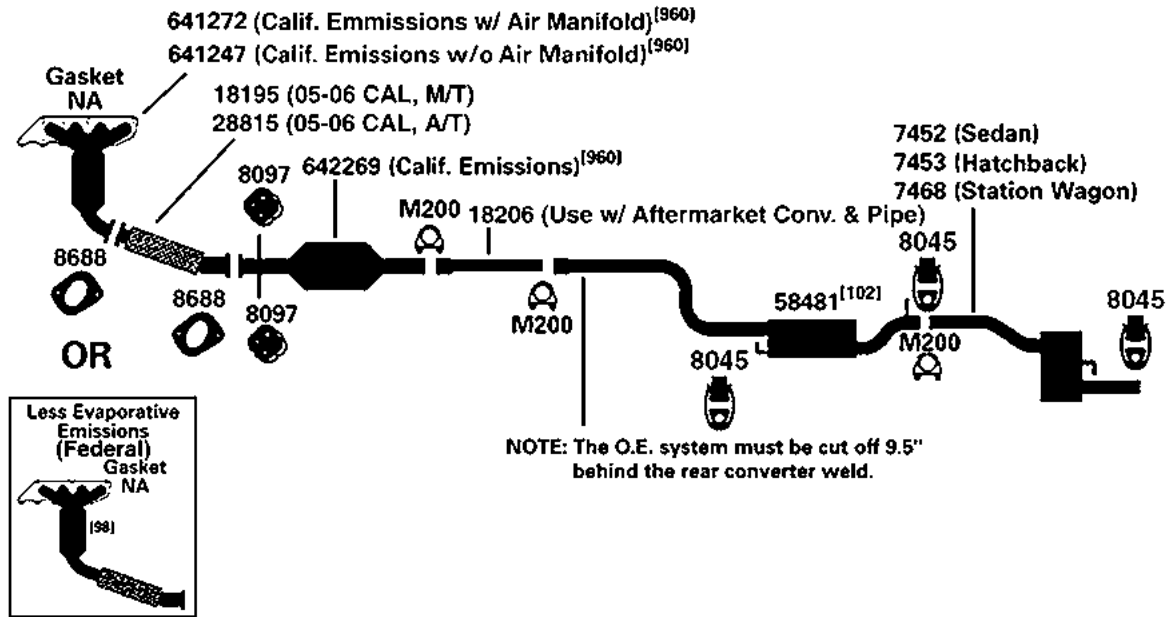 641272 (Calif. Emmissions w/ Air Manifold)[960]
641247 (Calif. Emissions w/o Air Manifold)[960]
Gasket
NA
18195 (05-06 CAL, M/T)
28815 (05-06 CAL, A/T)
7452 (Sedan)
7453 (Hatchback)
7468 (Station Wagon)
8097
642269 (Calif. Emissions)[960]
M200
18206 (Use w/ Aftermarket Conv. & Pipe)
8045
8688
8688
8097
M200
58481[102]
M200
8045
8045
OR
NOTE: The O.E. system must be cut off 9.5"
behind the rear converter weld.
Less Evaporative
Emissions
(Federal)
Gasket
NA
[98]